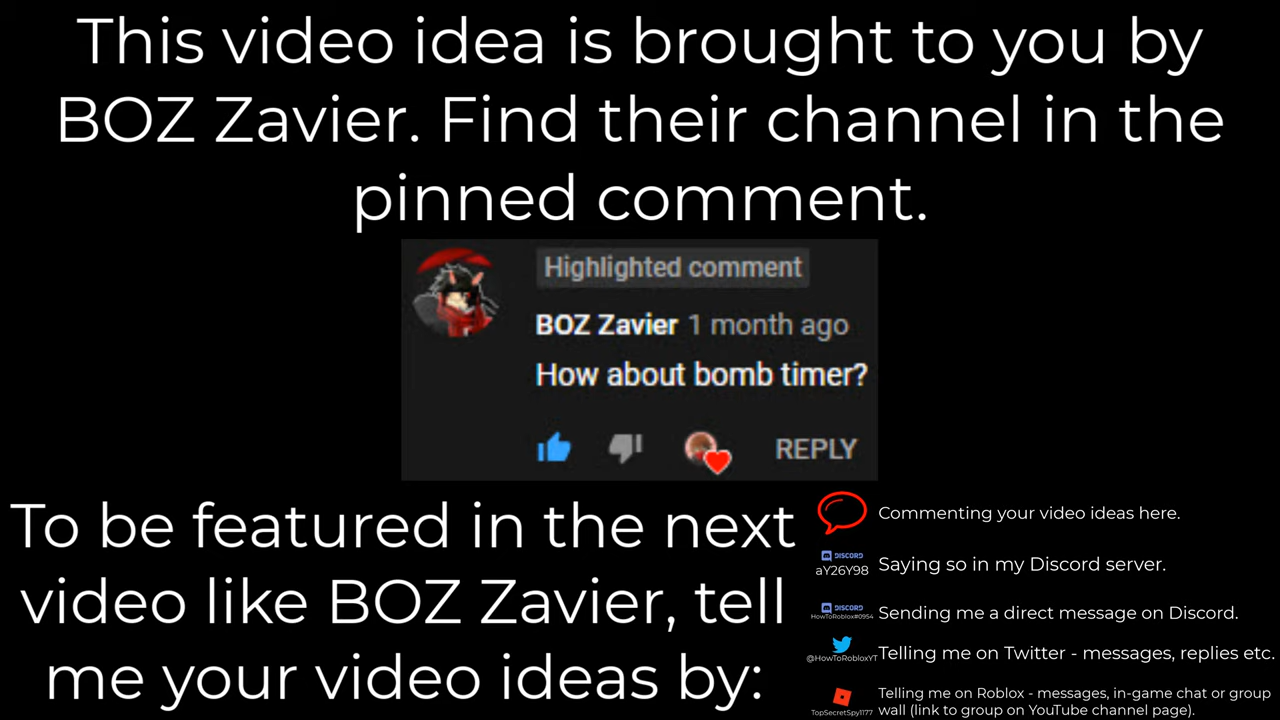 This video idea is brought to you by
BOZ Zavier. Find their channel in the
pinned comment.
Highlighted comment
BOZ Zavier 1 month ago
How about bomb timer?
REPLY
To be featured in the next
video like BOZ Zavier, tell
me your video ideas by:
Commenting your video ideas here.
DISCORD
aY26Y98
Saying so in my Discord server.
DISCORD
HowToRoblox#0954
Sending me a direct message on Discord.
@HowToRobloxYT
Telling me on Twitter - messages, replies etc.
TopSecretSpy1177
Telling me on Roblox - messages, in-game chat or group
wall (link to group on YouTube channel page).